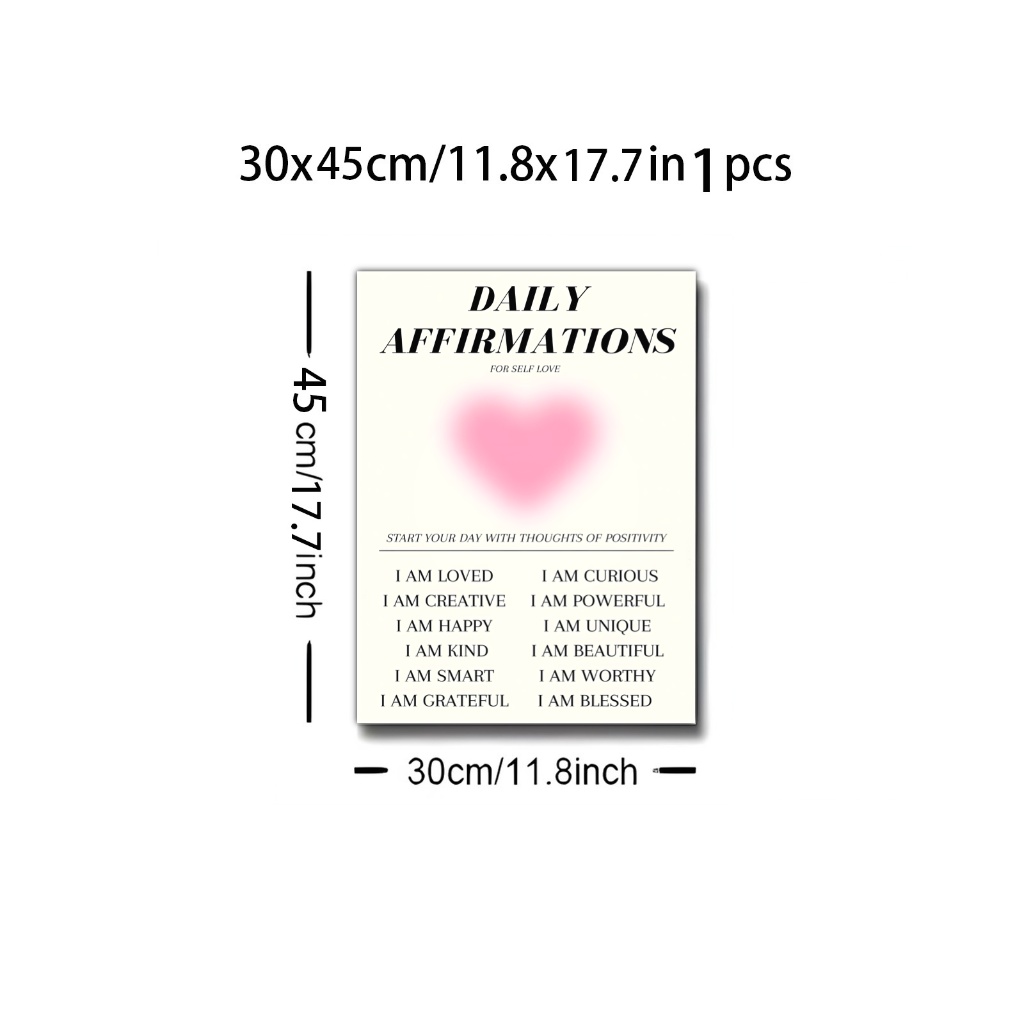 30x45cm/11.8x17.7in 1 pcs
DAILY
AFFIRMATIONS
FOR SELF LOVE
START YOUR DAY WITH THOUGHTS OF POSITIVITY
I AM LOVED I AM CURIOUS
I AM CREATIVE I AM POWERFUL
I AM HAPPY I AM UNIQUE
I AM KIND I AM BEAUTIFUL
I AM SMART I AM WORTHY
I AM GRATEFUL I AM BLESSED
45cm/17.7inch
30cm/11.8inch